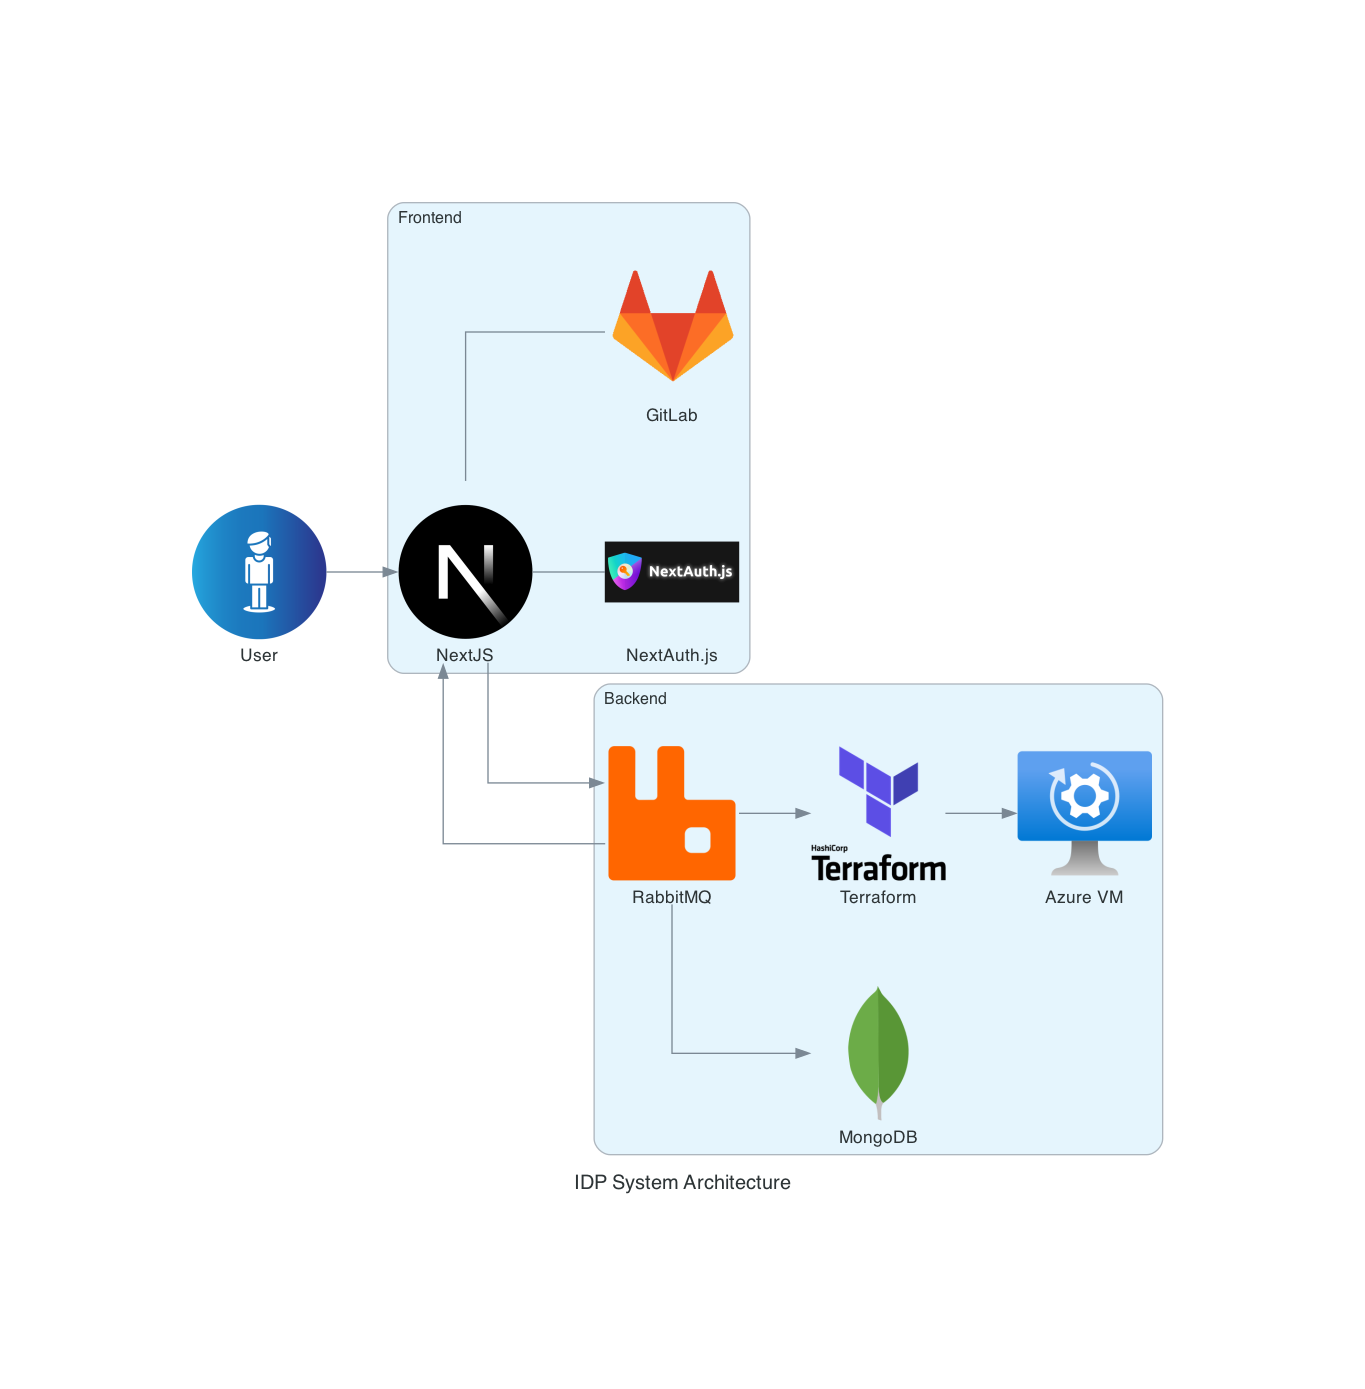 Frontend
GitLab
NextAuth.js
User
NextJS
NextAuth.js
Backend
HashiCorp
Terraform
RabbitMQ
Terraform
Azure VM
MongoDB
IDP System Architecture